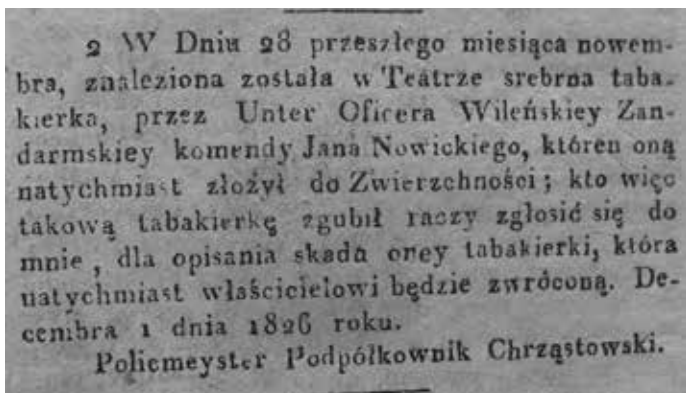 2 W Dniu 28 przeszłego miesiąca nowem-
bra, znaleziona została w Teatrze srebrna taba-
kierka, przez Unter Oficera Wileńskiey Zan-
darmskiey komendy Jana Nowickiego, któren oną
natychmiast złożył do Zwierzchności; kto więc
takową tabakierkę zgubił raczy zgłosić się do
mnie, dla opisania składu oney tabakierki, która
natychmiast właścicielowi będzie zwróconą. De-
cembra 1 dnia 1826 roku.
Policmeyster Podpółkownik Chrząstowski.